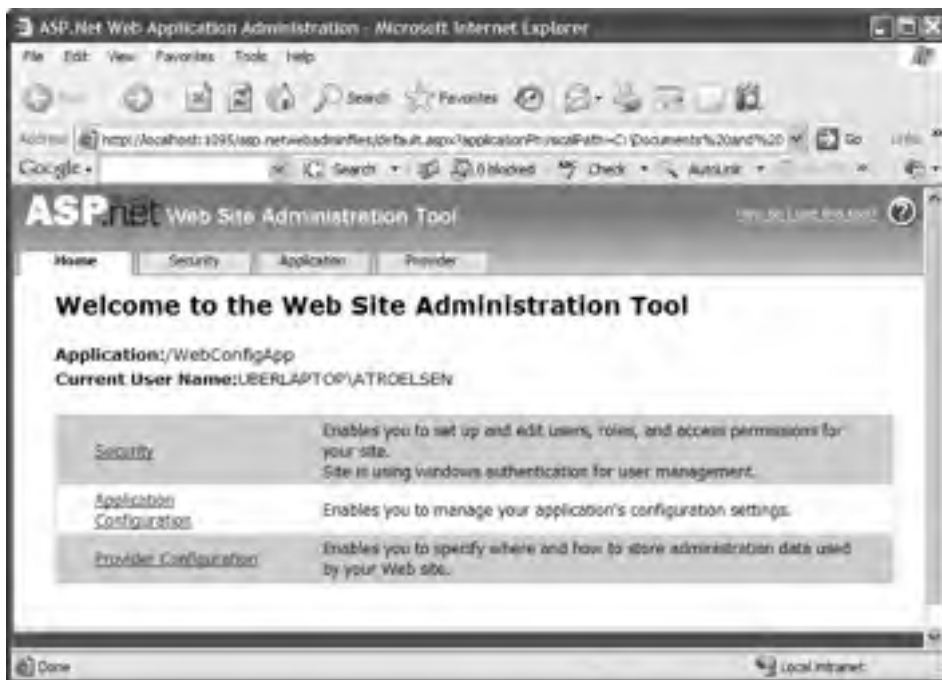 ASP.Net Web Application Administration - Microsoft Internet Explorer
File Edit View Favorites Tools Help
Search Favorites
Address http://localhost:1095/asp.netwebadminfiles/default.aspx?applicationPhysicalPath=C:\Documents%20and%20 Go Links
Google Search 0 blocked Check AutoLink
ASP.net Web Site Administration Tool How do I use this tool? ?
Home Security Application Provider
Welcome to the Web Site Administration Tool
Application:/WebConfigApp
Current User Name:UBERLAPTOP\ATROELSEN
Security
Enables you to set up and edit users, roles, and access permissions for
your site.
Site is using windows authentication for user management.
Application
Configuration
Enables you to manage your application's configuration settings.
Provider Configuration
Enables you to specify where and how to store administration data used
by your Web site.
Done Local intranet